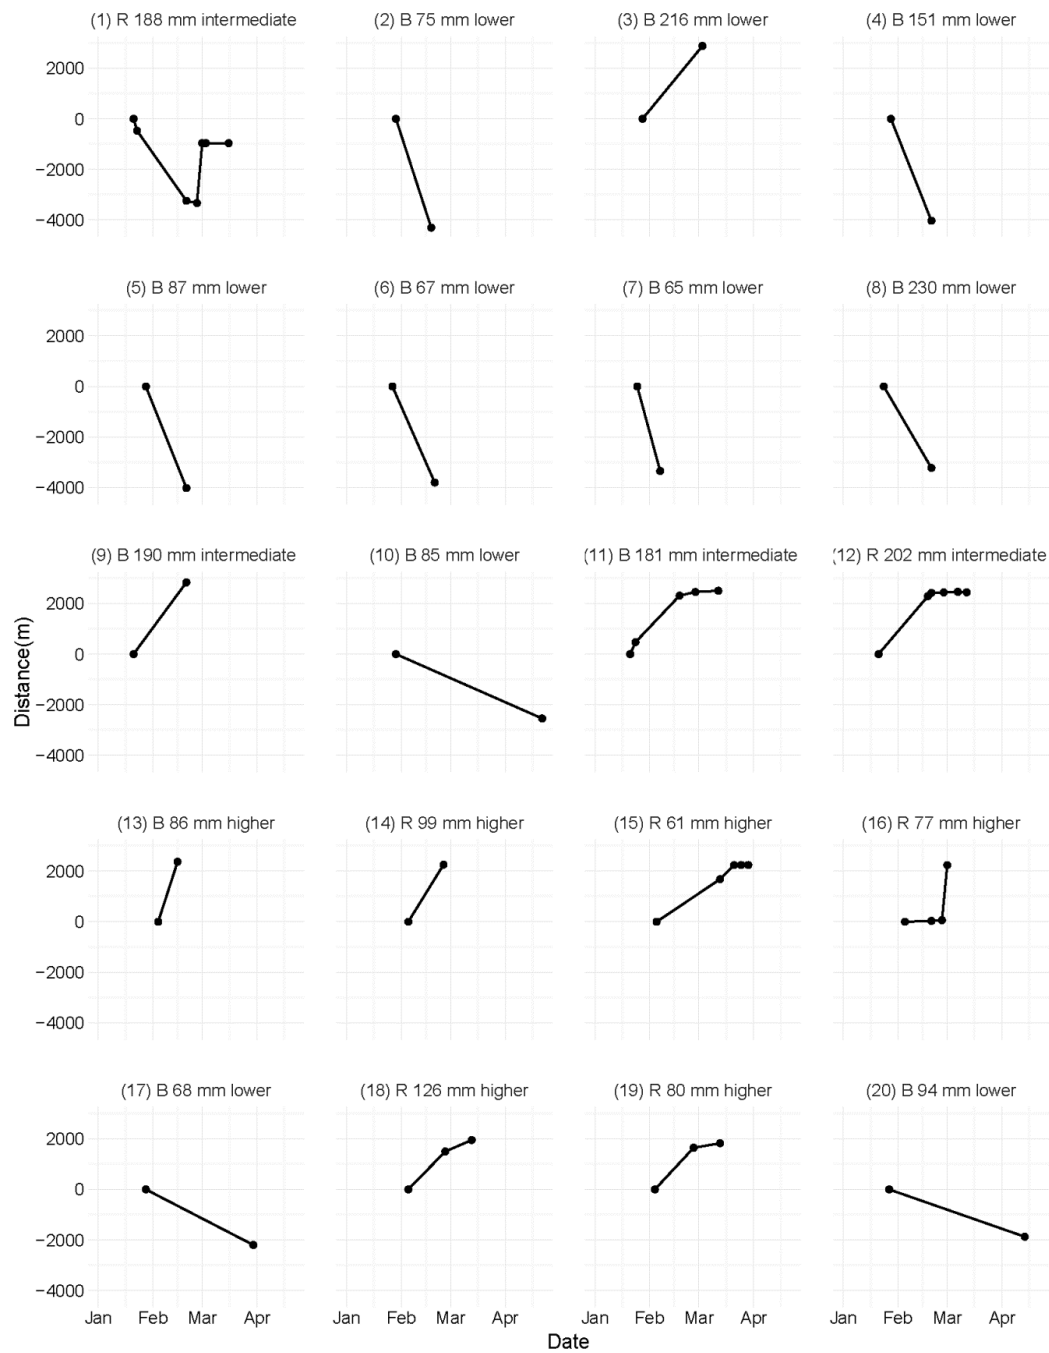 (1) R 188 mm intermediate
(2) B 75 mm lower
(3) B 216 mm lower
(4) B 151 mm lower
2000
0
−2000
−4000
(5) B 87 mm lower
(6) B 67 mm lower
(7) B 65 mm lower
(8) B 230 mm lower
2000
0
−2000
−4000
(9) B 190 mm intermediate
(10) B 85 mm lower
(11) B 181 mm intermediate
(12) R 202 mm intermediate
2000
0
−2000
−4000
Distance(m)
(13) B 86 mm higher
(14) R 99 mm higher
(15) R 61 mm higher
(16) R 77 mm higher
2000
0
−2000
−4000
(17) B 68 mm lower
(18) R 126 mm higher
(19) R 80 mm higher
(20) B 94 mm lower
2000
0
−2000
−4000
Jan Feb Mar Apr
Jan Feb Mar Apr
Jan Feb Mar Apr
Jan Feb Mar Apr
Date